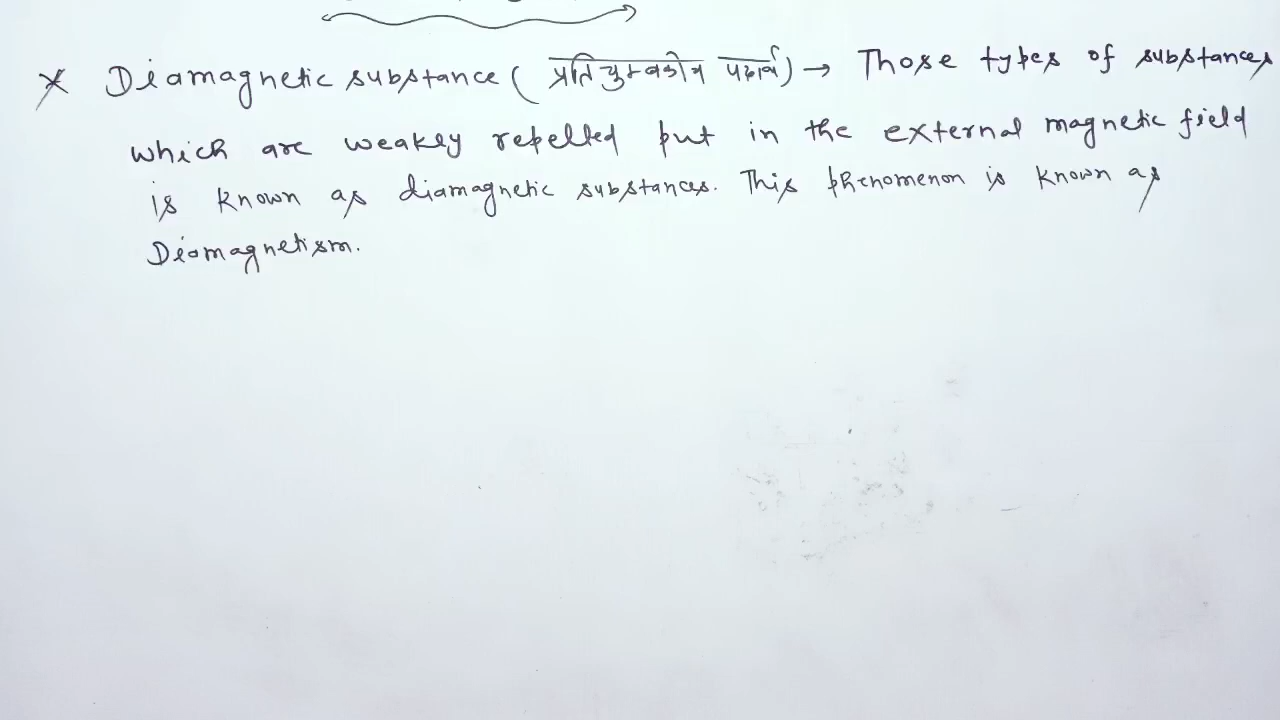 * Diamagnetic substance (प्रतिचुम्बकीय पदार्थ) → Those types of substances
which are weakly repelled put in the external magnetic field
is known as diamagnetic substances. This phenomenon is known as
Diamagnetism.